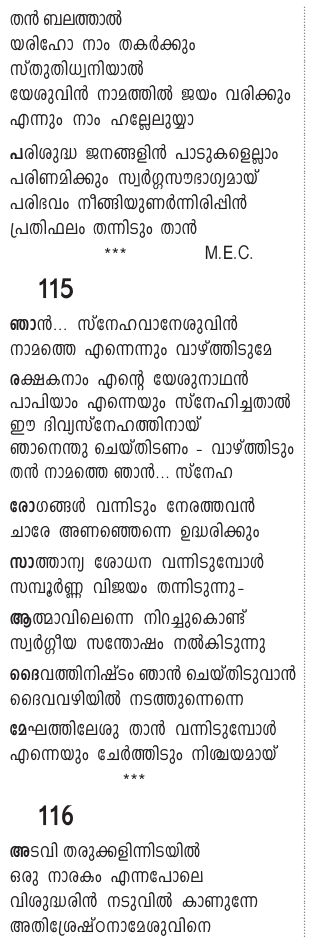 തൻ ബലത്താൽ
യരിഹോ നാം തകർക്കും
സ്തുതിധ്വനിയാൽ
യേശുവിൻ നാമത്തിൽ ജയം വരിക്കും
എന്നും നാം ഹല്ലേലുയ്യാ
പരിശുദ്ധ ജനങ്ങളിൻ പാടുകളെല്ലാം
പരിണമിക്കും സ്വർഗ്ഗസൗഭാഗ്യമായ്
പരിഭവം നീങ്ങിയുണർന്നിരിപ്പിൻ
പ്രതിഫലം തന്നിടും താൻ
*** M.E.C.
115
ഞാൻ... സ്നേഹവാനേശുവിൻ
നാമത്തെ എന്നെന്നും വാഴ്ത്തിടുമേ
രക്ഷകനാം എന്റെ യേശുനാഥൻ
പാപിയാം എന്നെയും സ്നേഹിച്ചതാൽ
ഈ ദിവ്യസ്നേഹത്തിനായ്
ഞാനെന്തു ചെയ്തിടണം - വാഴ്ത്തിടും
തൻ നാമത്തെ ഞാൻ... സ്നേഹ
രോഗങ്ങൾ വന്നിടും നേരത്തവൻ
ചാരേ അണഞ്ഞെന്നെ ഉദ്ധരിക്കും
സാത്താന്യ ശോധന വന്നിടുമ്പോൾ
സമ്പൂർണ്ണ വിജയം തന്നിടുന്നു-
ആത്മാവിലെന്നെ നിറച്ചുകൊണ്ട്
സ്വർഗ്ഗീയ സന്തോഷം നൽകിടുന്നു
ദൈവത്തിനിഷ്ടം ഞാൻ ചെയ്തിടുവാൻ
ദൈവവഴിയിൽ നടത്തുന്നെന്നെ
മേഘത്തിലേശു താൻ വന്നിടുമ്പോൾ
എന്നെയും ചേർത്തിടും നിശ്ചയമായ്
***
116
അടവി തരുക്കളിന്നിടയിൽ
ഒരു നാരകം എന്നപോലെ
വിശുദ്ധരിൻ നടുവിൽ കാണുന്നേ
അതിശ്രേഷ്ഠനാമേശുവിനെ